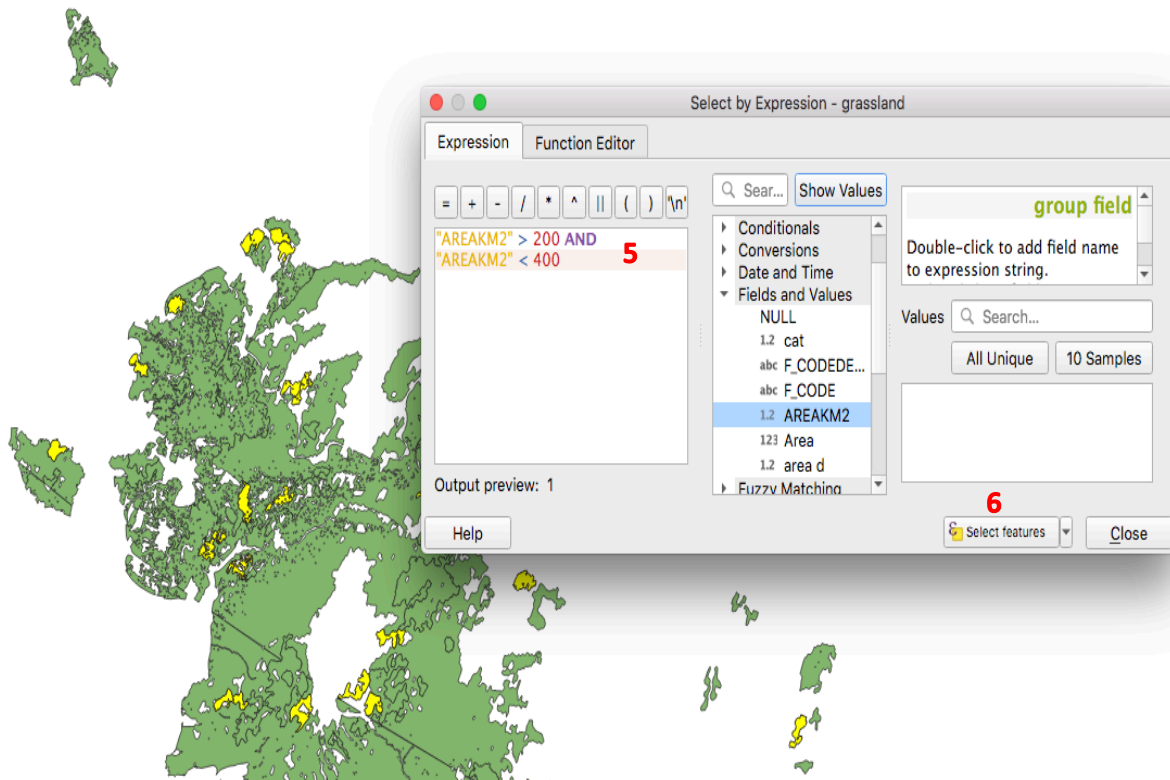 Select by Expression - grassland
Expression
Function Editor
= + - / * ^ || ( ) '\n'
"AREAKM2" > 200 AND
"AREAKM2" < 400
5
Output preview: 1
Help
Sear...
Show Values
Conditionals
Conversions
Date and Time
Fields and Values
NULL
1.2 cat
abc F_CODEDE...
abc F_CODE
1.2 AREAKM2
123 Area
1.2 area d
Fuzzy Matching
group field
Double-click to add field name
to expression string.
Values
Search...
All Unique
10 Samples
6
Select features
Close